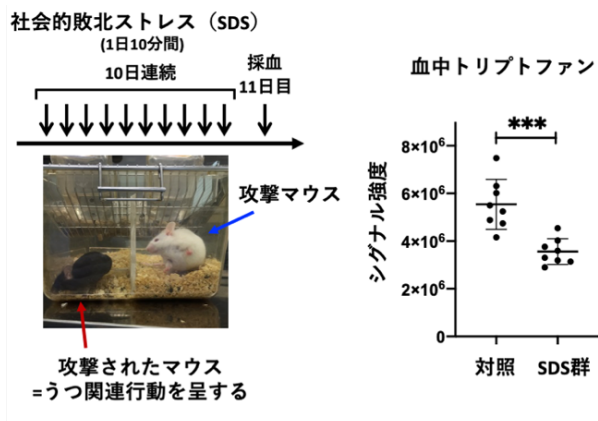 社会的敗北ストレス（SDS）
(1日10分間)
10日連続
採血
11日目
攻撃マウス
攻撃されたマウス
=うつ関連行動を呈する
血中トリプトファン
***
シグナル強度
8×10⁶
6×10⁶
4×10⁶
2×10⁶
0
対照
SDS群